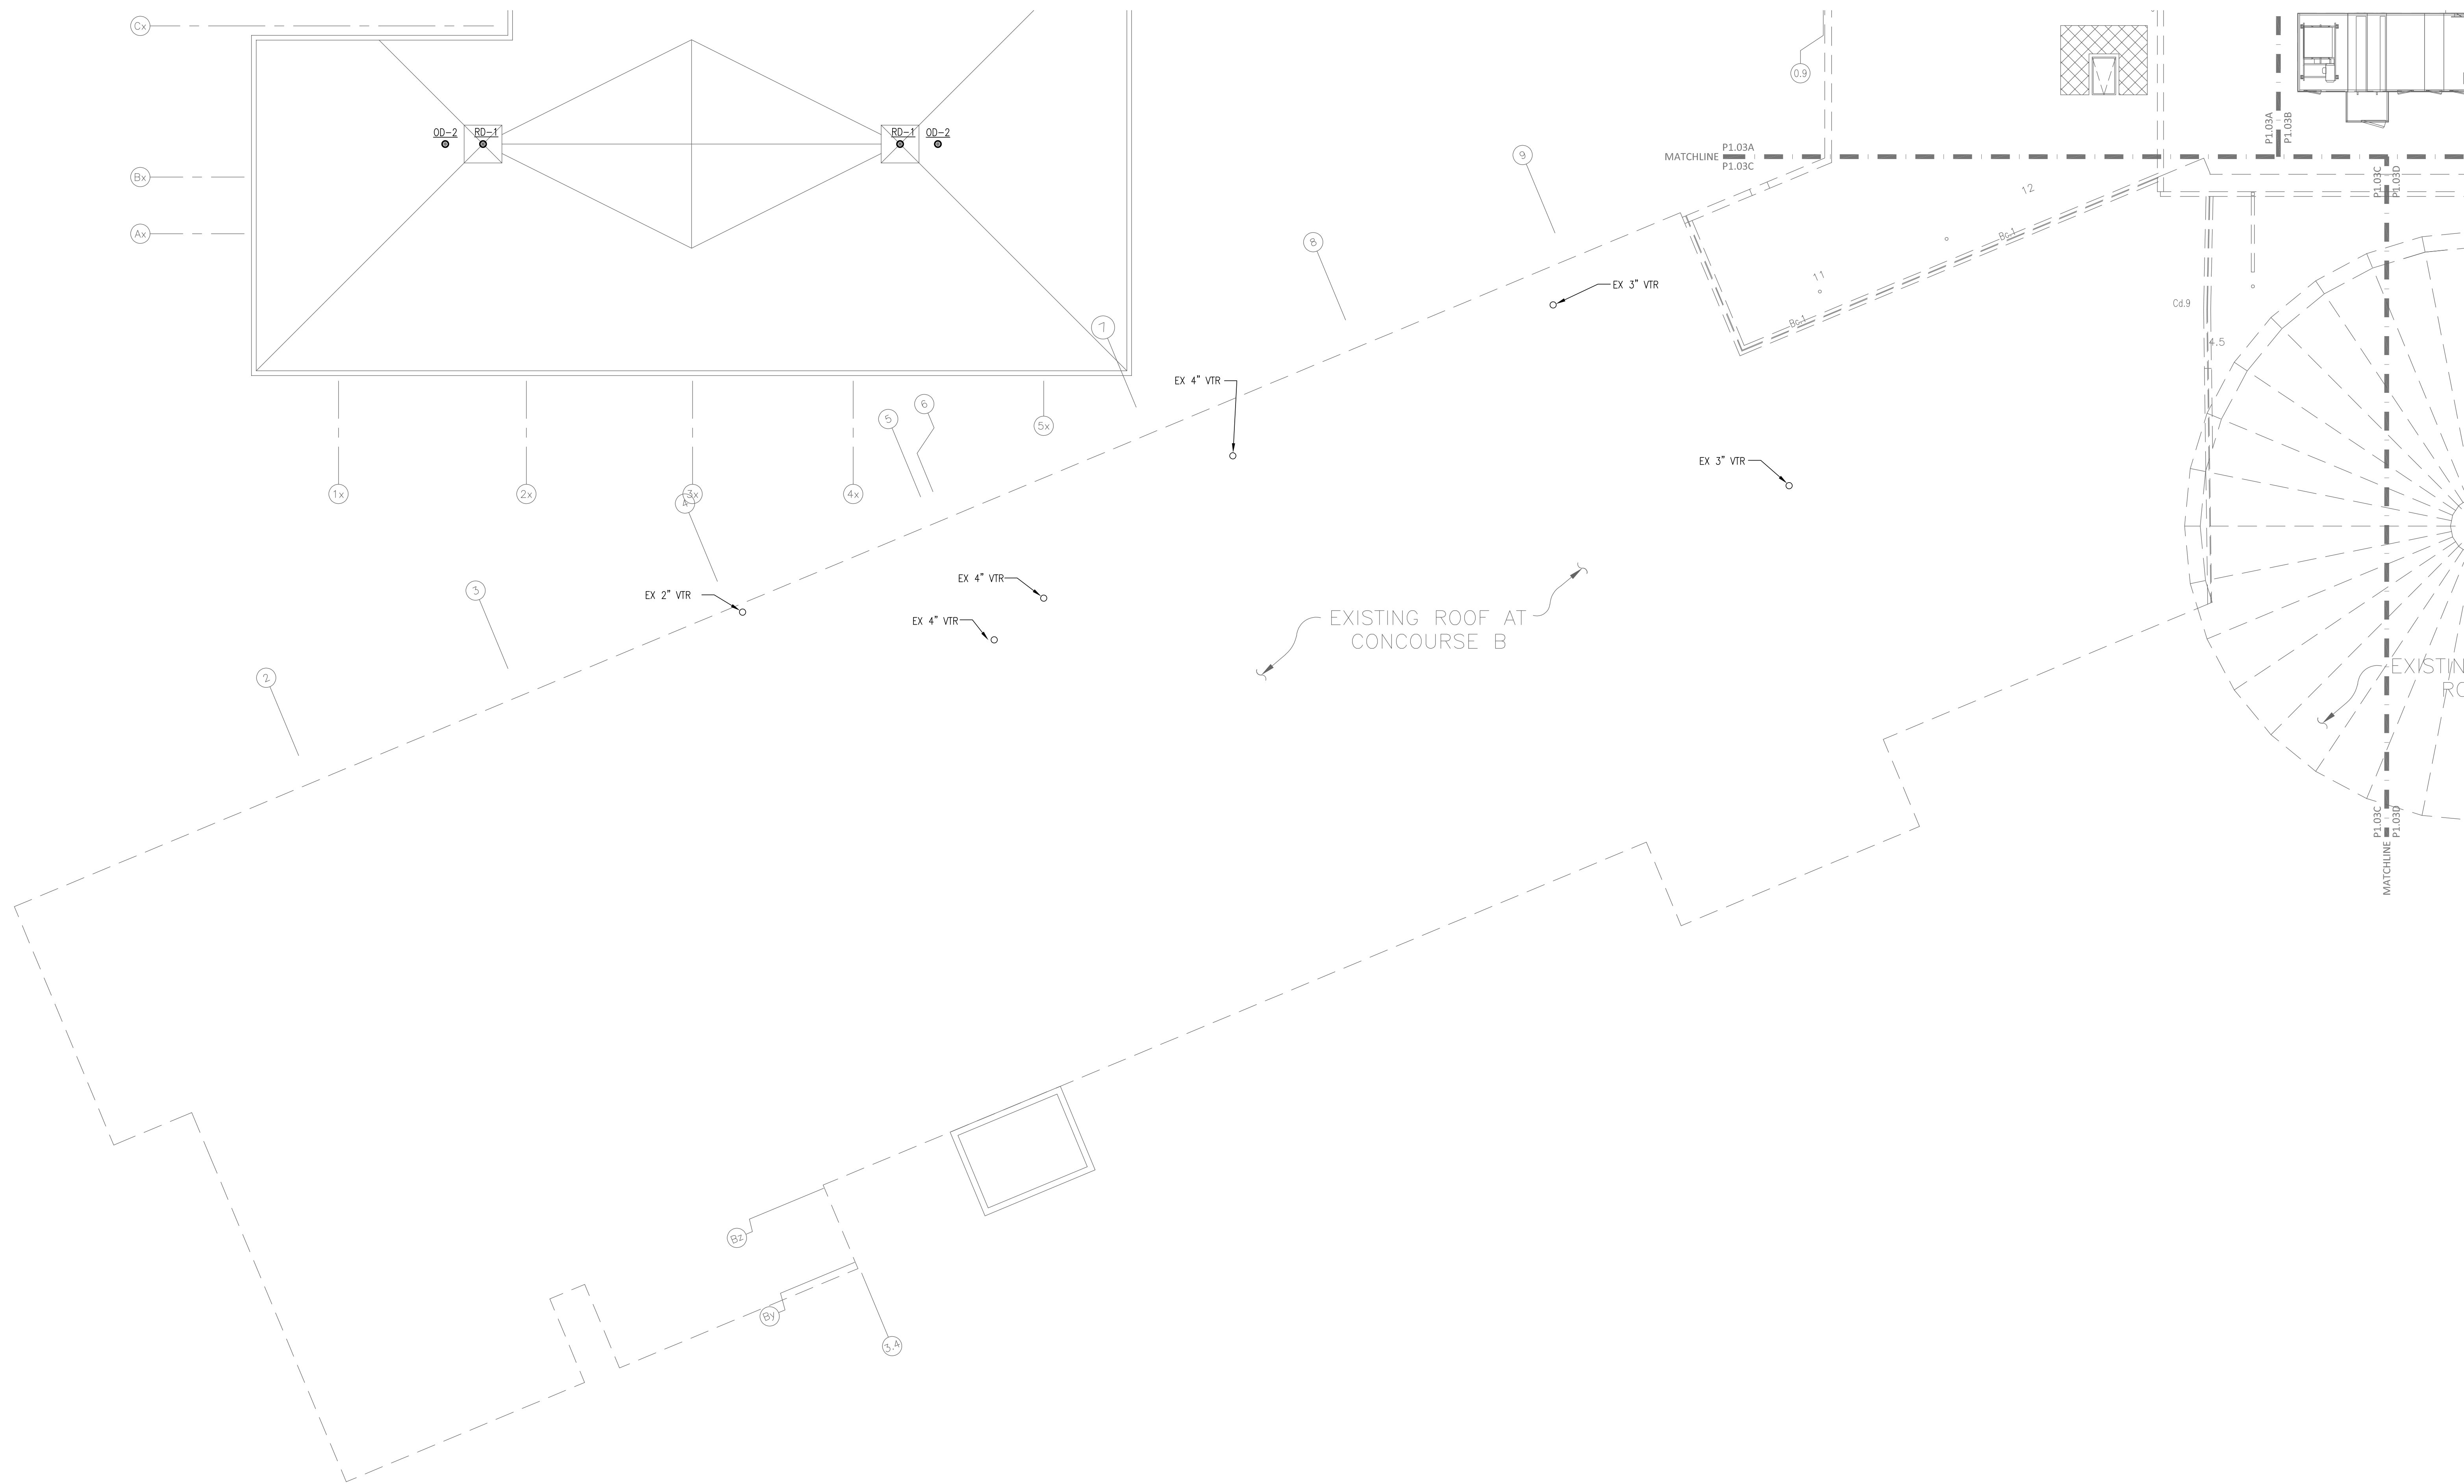 Cx
0.9
P1.03A
P1.03B
OD-2
RD-1
RD-1
OD-2
P1.03A
MATCHLINE
P1.03C
9
Bx
P1.03C
P1.03D
12
Ax
Bc.1
8
11
EX 3" VTR
Cd.9
Bc.1
7
4.5
EX 4" VTR
6
5
5x
EX 3" VTR
1x
2x
3x
4x
4
EX 4" VTR
3
EX 2" VTR
EX 4" VTR
EXISTING ROOF AT
CONCOURSE B
2
P1.03C
P1.03D
MATCHLINE
Bz
By
3.4